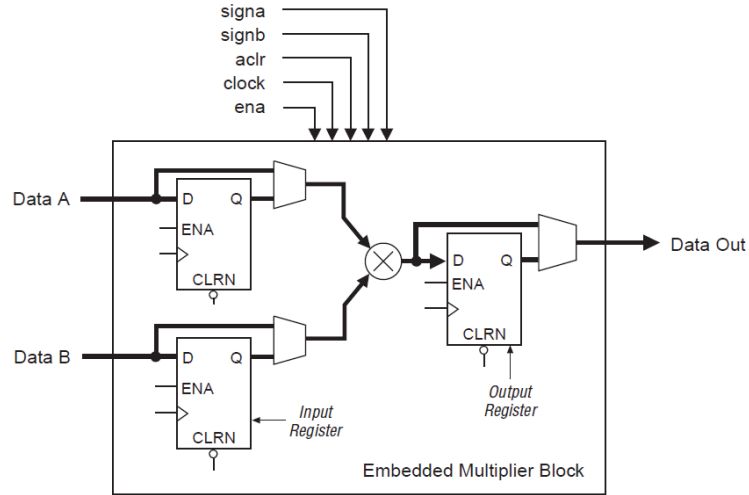 signa
signb
aclr
clock
ena
Data A
D Q
ENA
CLRN
Data B
D Q
ENA
CLRN
Input
Register
D Q
ENA
CLRN
Output
Register
Data Out
Embedded Multiplier Block